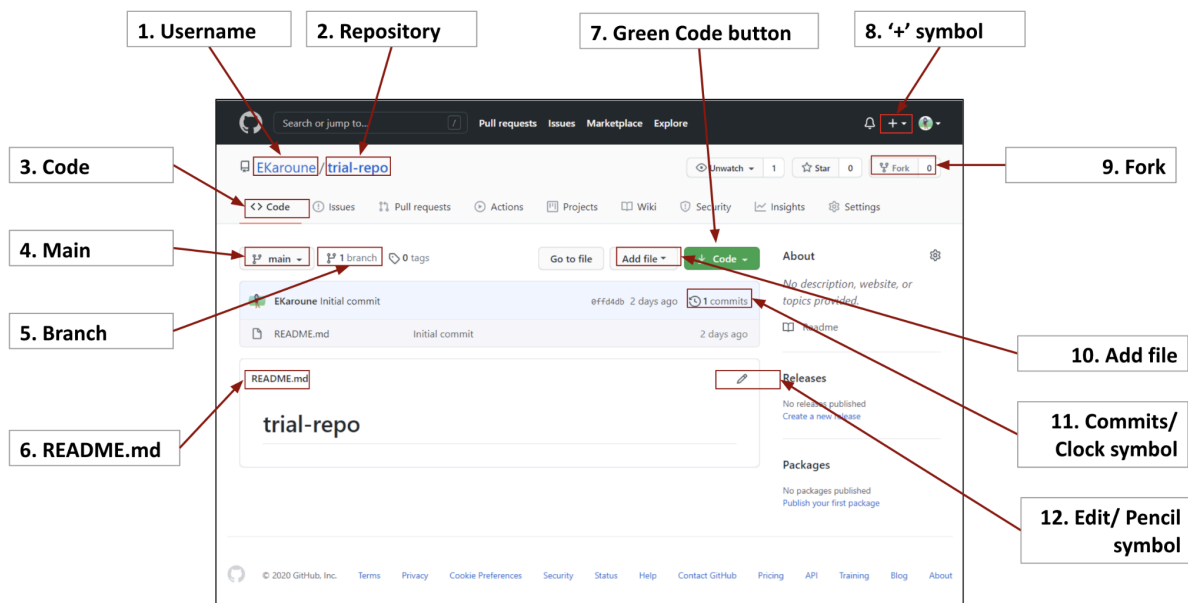 1. Username
2. Repository
7. Green Code button
8. ‘+’ symbol
Search or jump to...
/
Pull requests Issues Marketplace Explore
3. Code
EKaroune/trial-repo
Unwatch 1
Star 0
Fork 0
9. Fork
<> Code Issues Pull requests Actions Projects Wiki Security Insights Settings
4. Main
main 1 branch 0 tags
Go to file Add file Code
About
EKaroune Initial commit 0ffd4db 2 days ago 1 commits
No description, website, or
topics provided.
5. Branch
README.md Initial commit 2 days ago
Readme
10. Add file
README.md
Releases
No releases published
Create a new release
trial-repo
6. README.md
11. Commits/
Clock symbol
Packages
No packages published
Publish your first package
12. Edit/ Pencil
symbol
© 2020 GitHub, Inc. Terms Privacy Cookie Preferences Security Status Help Contact GitHub Pricing API Training Blog About